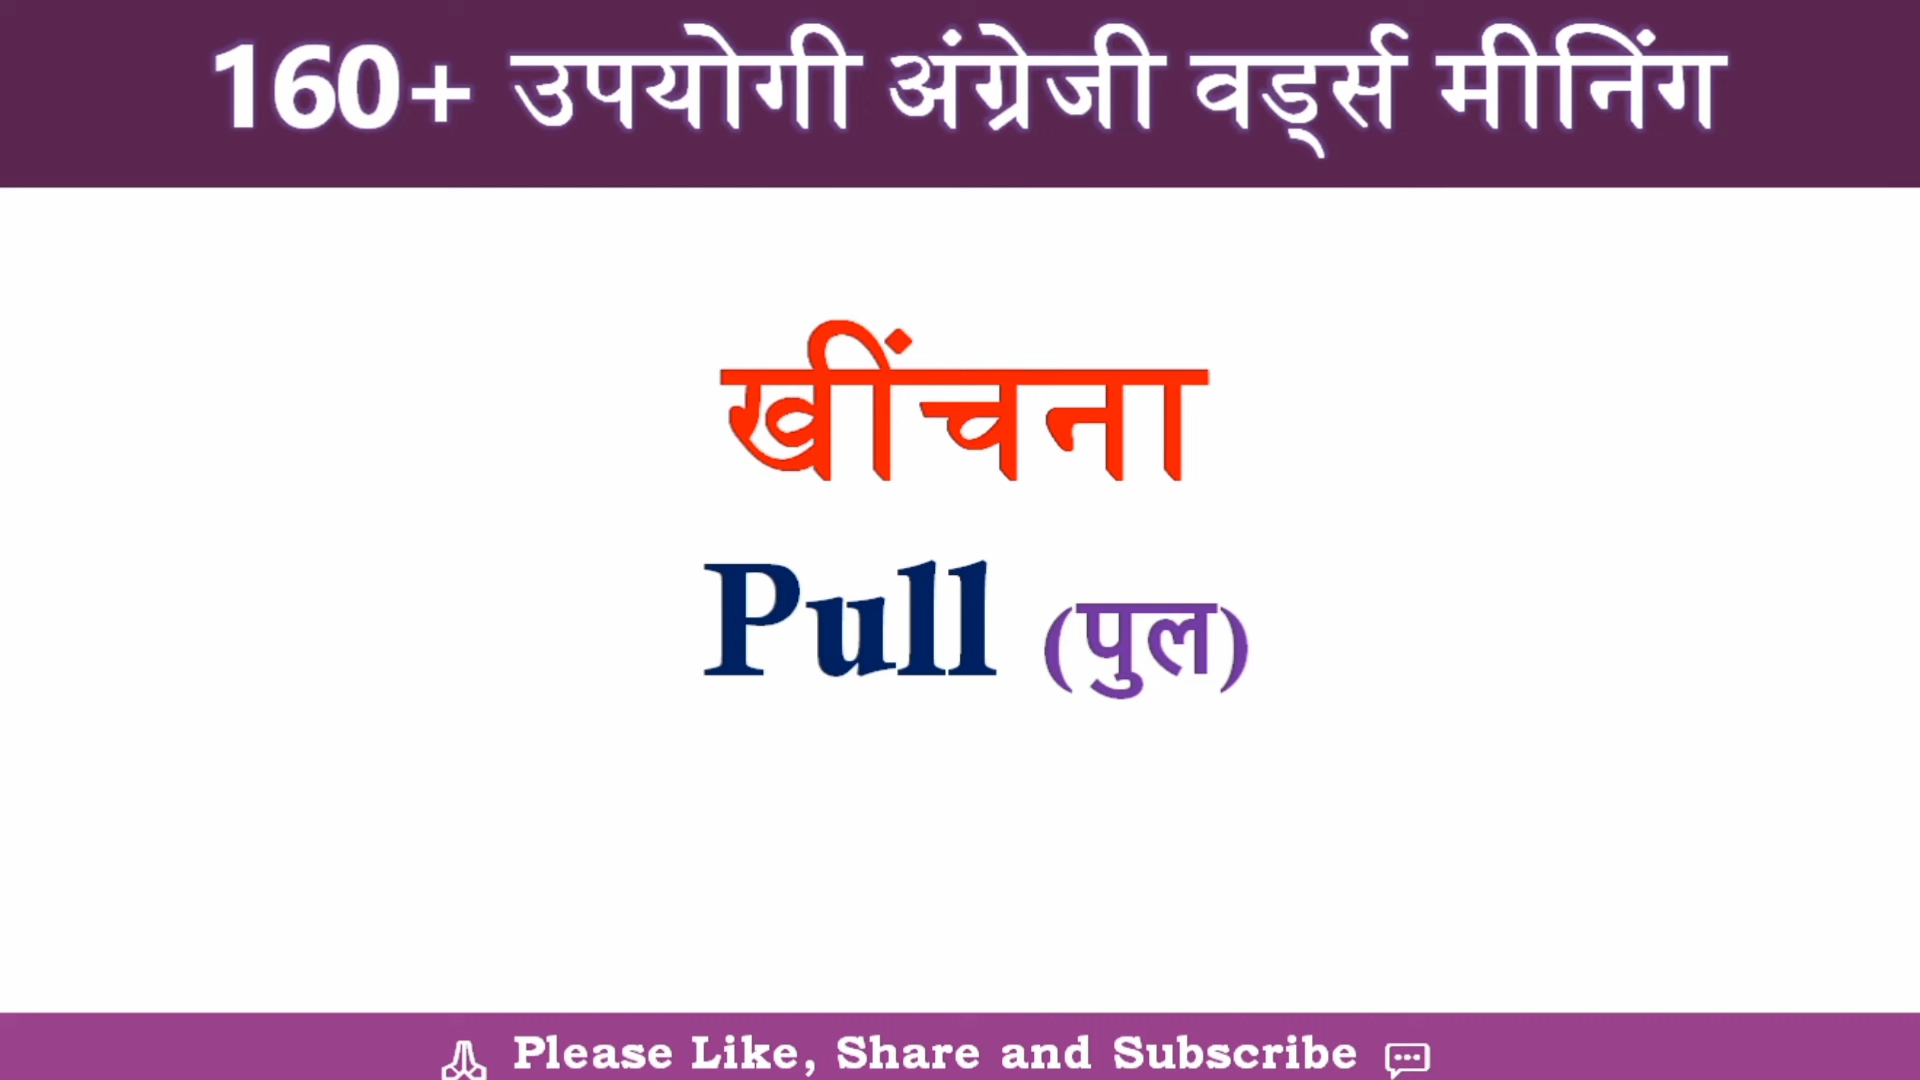 160+ उपयोगी अंग्रेजी वर्ड्स मीनिंग
खींचना
Pull (पुल)
Please Like, Share and Subscribe